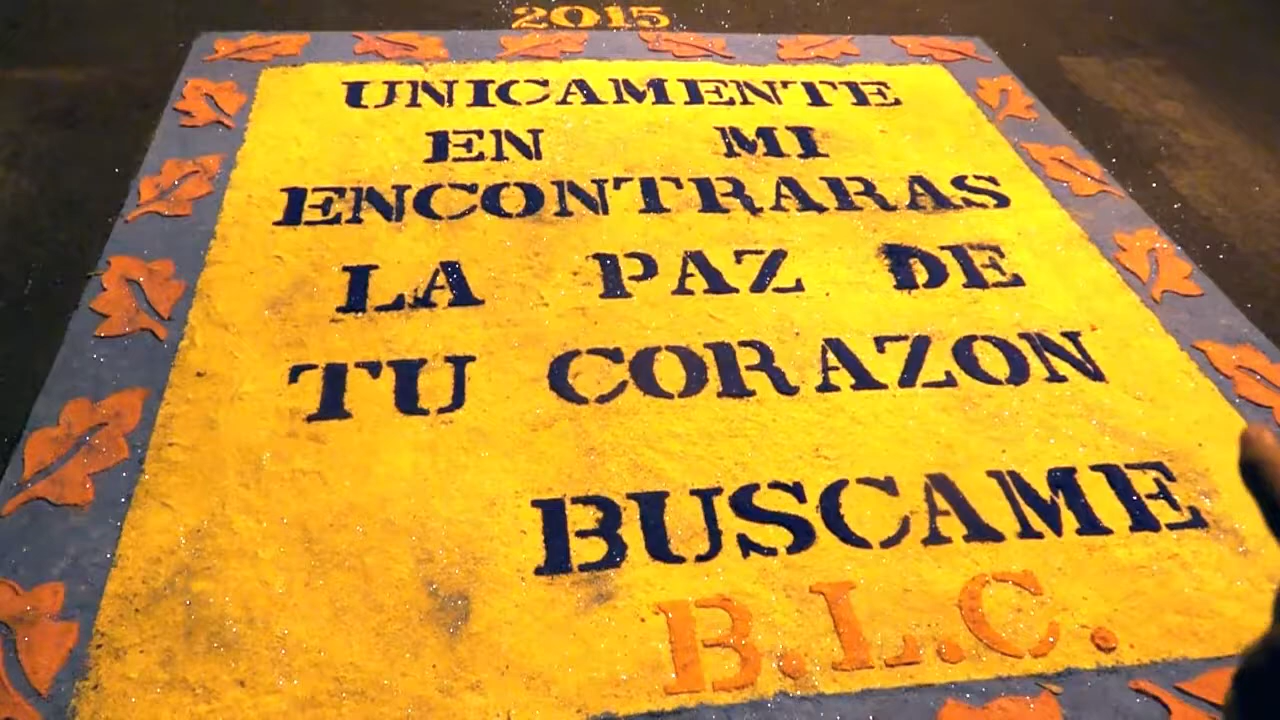 2015
UNICAMENTE
EN MI
ENCONTRARAS
LA PAZ DE
TU CORAZON
BUSCAME
B.L.C.